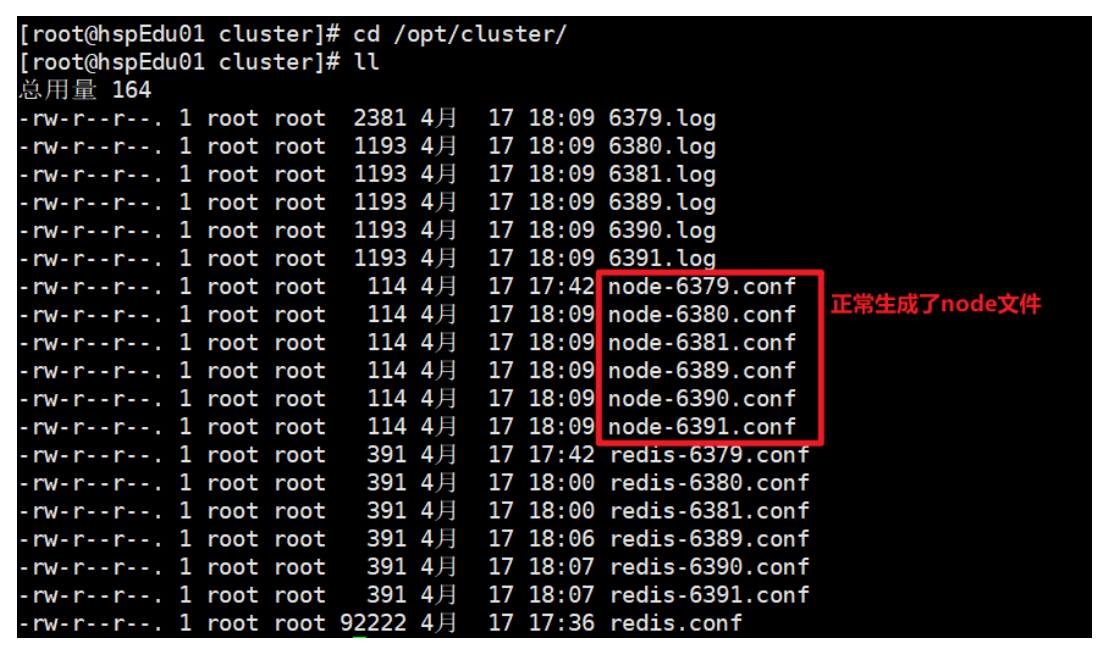 [root@hspEdu01 cluster]# cd /opt/cluster/
[root@hspEdu01 cluster]# ll
总用量 164
-rw-r--r--. 1 root root  2381 4月  17 18:09 6379.log
-rw-r--r--. 1 root root  1193 4月  17 18:09 6380.log
-rw-r--r--. 1 root root  1193 4月  17 18:09 6381.log
-rw-r--r--. 1 root root  1193 4月  17 18:09 6389.log
-rw-r--r--. 1 root root  1193 4月  17 18:09 6390.log
-rw-r--r--. 1 root root  1193 4月  17 18:09 6391.log
-rw-r--r--. 1 root root   114 4月  17 17:42 node-6379.conf
-rw-r--r--. 1 root root   114 4月  17 18:09 node-6380.conf
正常生成了node文件
-rw-r--r--. 1 root root   114 4月  17 18:09 node-6381.conf
-rw-r--r--. 1 root root   114 4月  17 18:09 node-6389.conf
-rw-r--r--. 1 root root   114 4月  17 18:09 node-6390.conf
-rw-r--r--. 1 root root   114 4月  17 18:09 node-6391.conf
-rw-r--r--. 1 root root   391 4月  17 17:42 redis-6379.conf
-rw-r--r--. 1 root root   391 4月  17 18:00 redis-6380.conf
-rw-r--r--. 1 root root   391 4月  17 18:00 redis-6381.conf
-rw-r--r--. 1 root root   391 4月  17 18:06 redis-6389.conf
-rw-r--r--. 1 root root   391 4月  17 18:07 redis-6390.conf
-rw-r--r--. 1 root root   391 4月  17 18:07 redis-6391.conf
-rw-r--r--. 1 root root 92222 4月  17 17:36 redis.conf